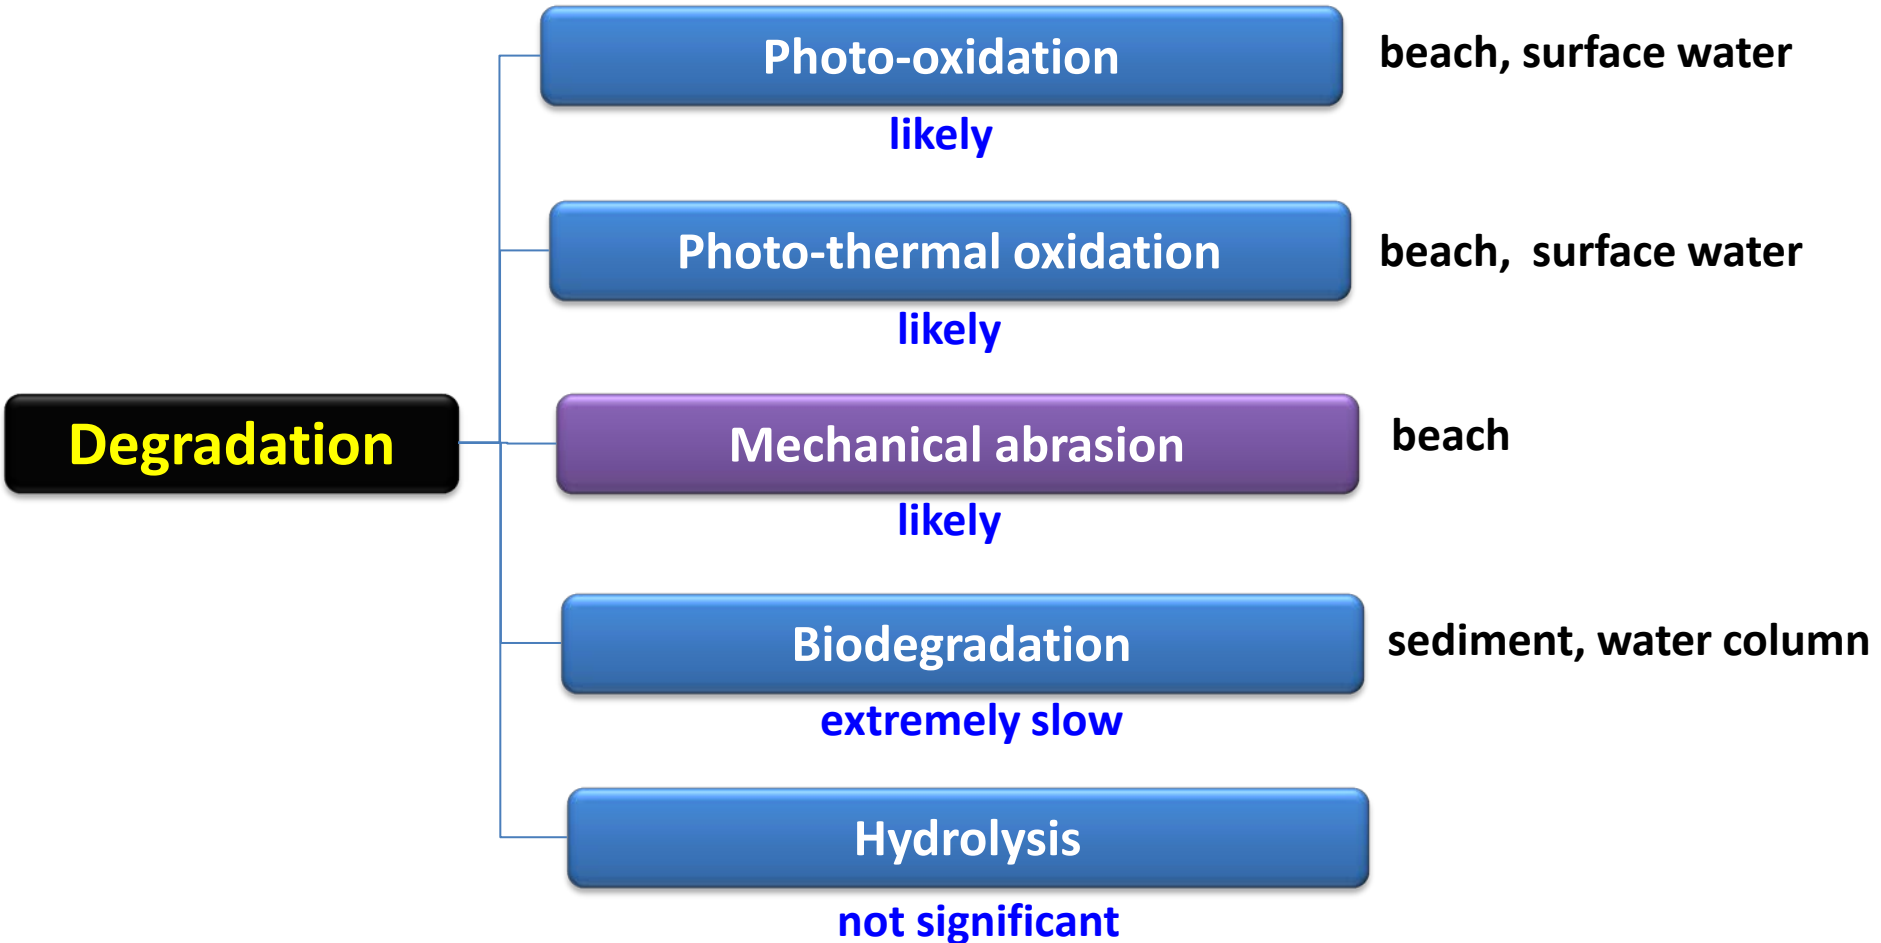 Photo-oxidation
beach, surface water
likely
Photo-thermal oxidation
beach, surface water
likely
Degradation
Mechanical abrasion
beach
likely
Biodegradation
sediment, water column
extremely slow
Hydrolysis
not significant